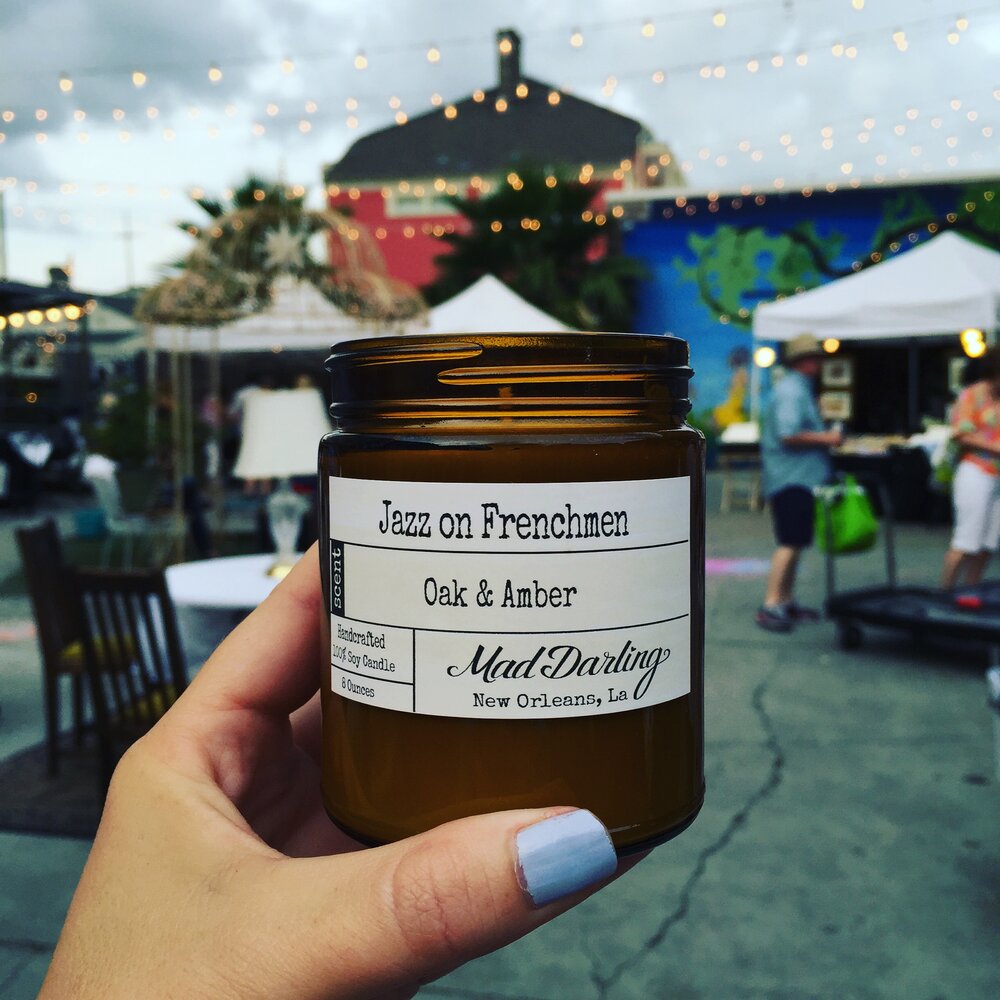 Jazz on Frenchmen
scent
Oak & Amber
Handcrafted
100% Soy Candle
8 Ounces
Mad Darling
New Orleans, La